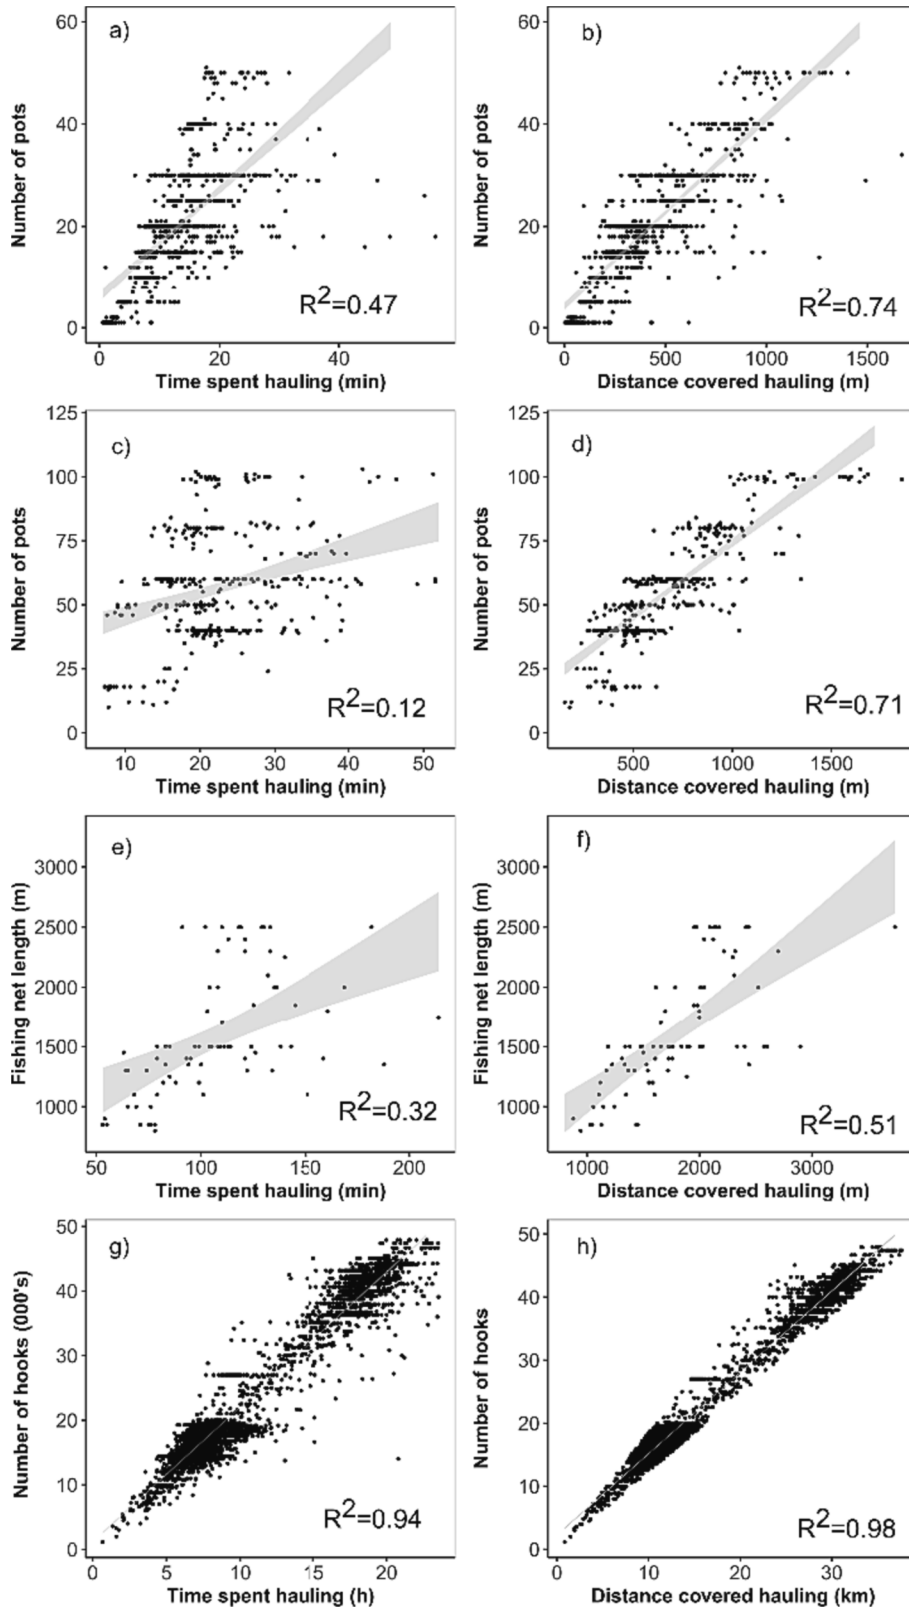 a)
Number of pots
60
40
20
0
R2=0.47
0 20 40
Time spent hauling (min)
b)
Number of pots
60
40
20
0
R2=0.74
0 500 1000 1500
Distance covered hauling (m)
c)
Number of pots
125
100
75
50
25
0
R2=0.12
10 20 30 40 50
Time spent hauling (min)
d)
Number of pots
125
100
75
50
25
0
R2=0.71
500 1000 1500
Distance covered hauling (m)
e)
Fishing net length (m)
3000
2500
2000
1500
1000
R2=0.32
50 100 150 200
Time spent hauling (min)
f)
Fishing net length (m)
3000
2500
2000
1500
1000
R2=0.51
1000 2000 3000
Distance covered hauling (m)
g)
Number of hooks (000's)
50
40
30
20
10
0
R2=0.94
0 5 10 15 20
Time spent hauling (h)
h)
Number of hooks
50
40
30
20
10
0
R2=0.98
0 10 20 30
Distance covered hauling (km)